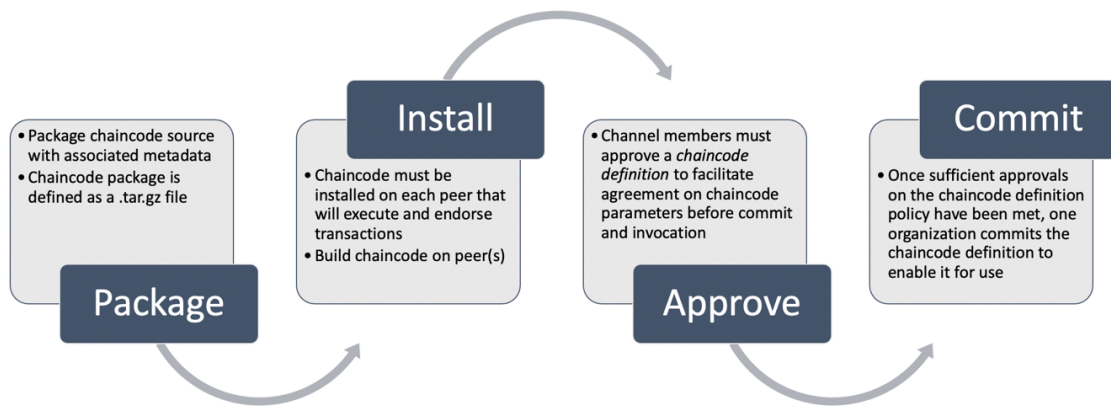 • Package chaincode source
with associated metadata
• Chaincode package is
defined as a .tar.gz file
Package
Install
• Chaincode must be
installed on each peer that
will execute and endorse
transactions
• Build chaincode on peer(s)
• Channel members must
approve a chaincode
definition to facilitate
agreement on chaincode
parameters before commit
and invocation
Approve
Commit
• Once sufficient approvals
on the chaincode definition
policy have been met, one
organization commits the
chaincode definition to
enable it for use